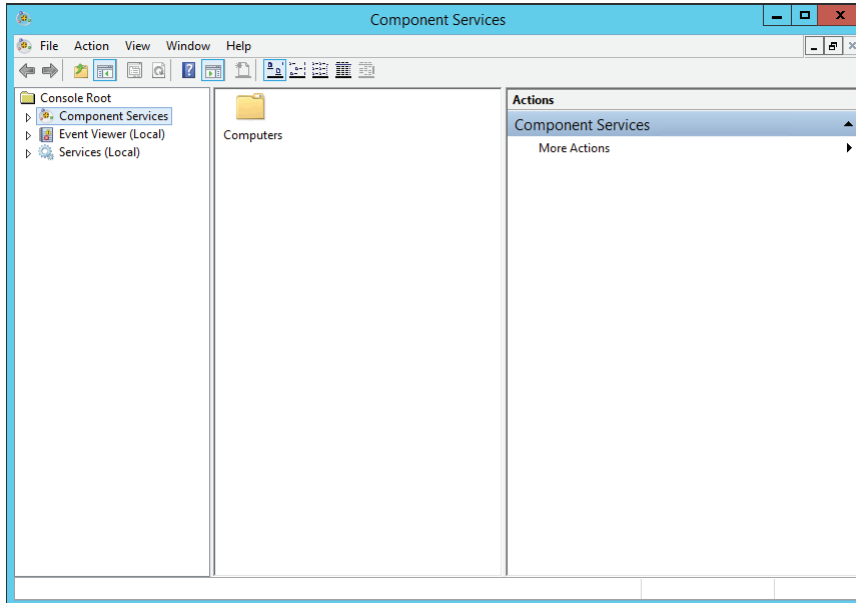 Component Services
File Action View Window Help
Console Root
Component Services
Event Viewer (Local)
Services (Local)
Computers
Actions
Component Services
More Actions